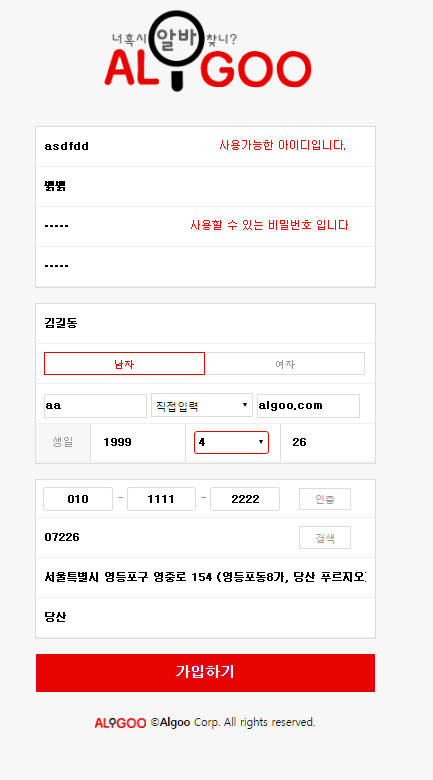 너혹시 알바 찾니?
ALGOO
asdfdd 사용가능한 아이디입니다.
뷁뷁
----- 사용할 수 있는 비밀번호 입니다
-----
김길동
남자 여자
aa 직접입력 algoo.com
생일 1999 4 26
010 - 1111 - 2222 인증
07226 검색
서울특별시 영등포구 영중로 154 (영등포동8가, 당산 푸르지오)
당산
가입하기
ALGOO ©Algoo Corp. All rights reserved.